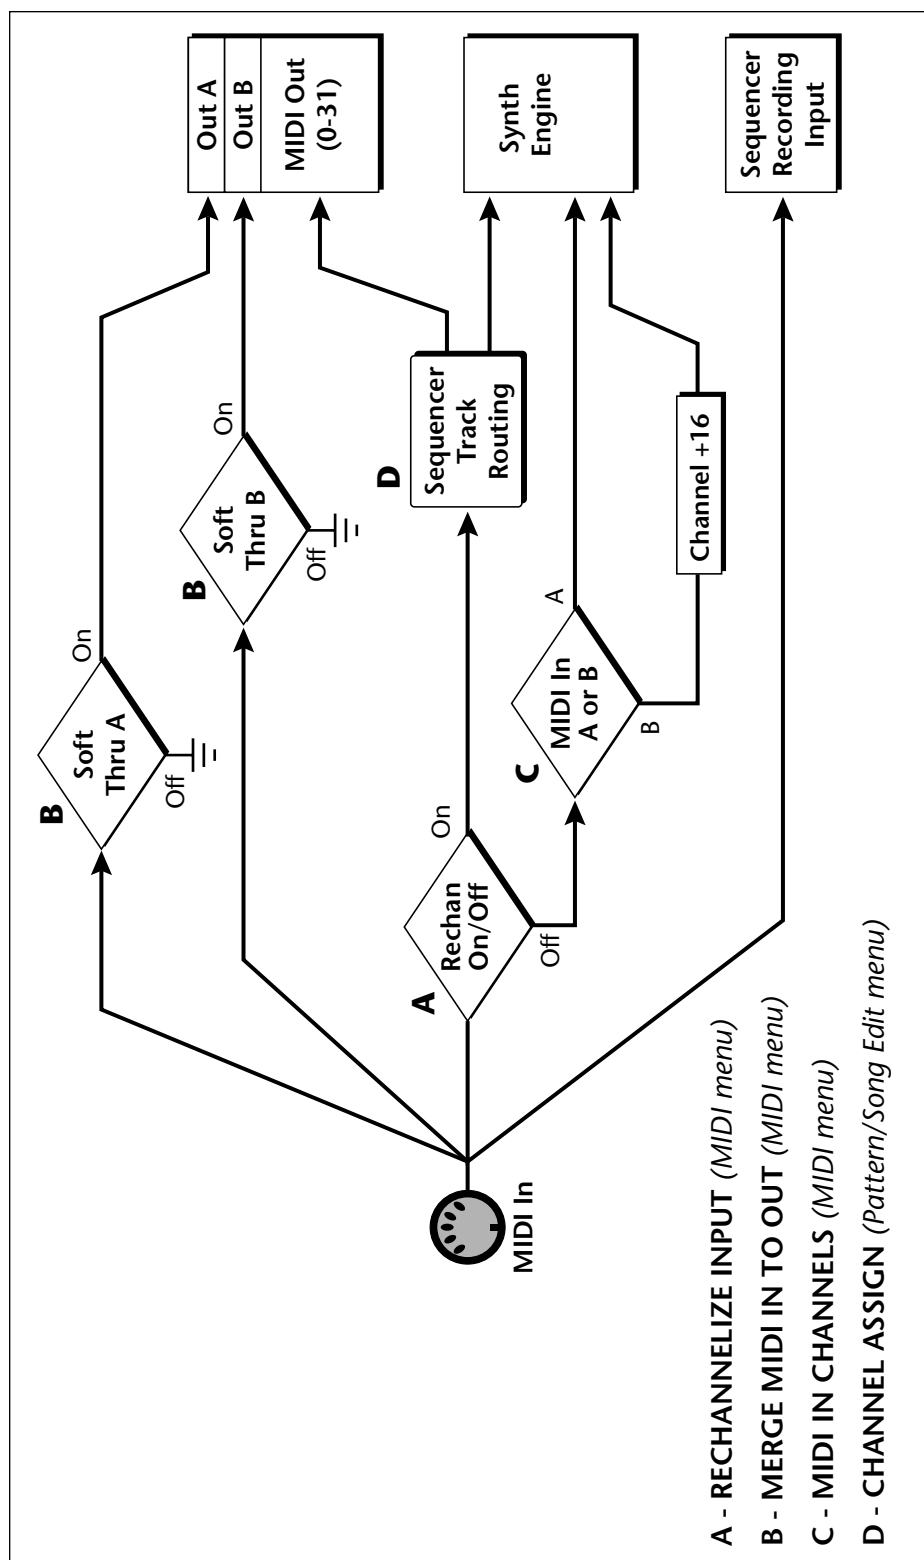 Out A
Out B
MIDI Out
(0-31)
Synth
Engine
Sequencer
Recording
Input
On
B
Soft
Thru A
Off
On
B
Soft
Thru B
Off
D
Sequencer
Track
Routing
On
A
Rechan
On/Off
Off
A
C
MIDI In
A or B
B
Channel +16
MIDI In
A - RECHANNELIZE INPUT (MIDI menu)
B - MERGE MIDI IN TO OUT (MIDI menu)
C - MIDI IN CHANNELS (MIDI menu)
D - CHANNEL ASSIGN (Pattern/Song Edit menu)